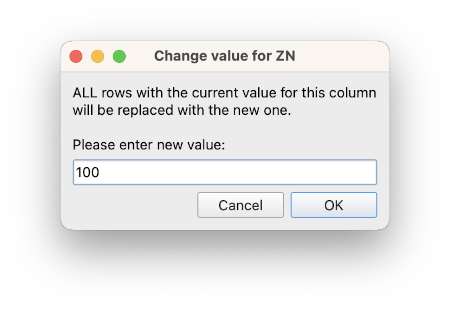 Change value for ZN
ALL rows with the current value for this column
will be replaced with the new one.
Please enter new value:
100
Cancel
OK